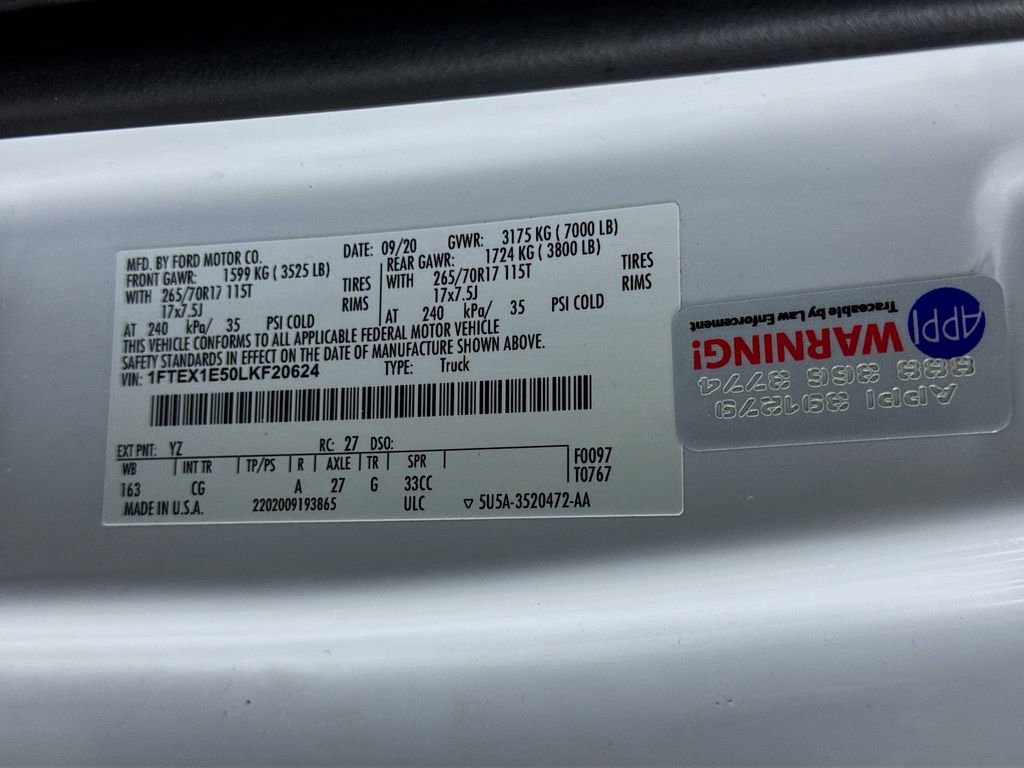 MFD. BY FORD MOTOR CO. DATE: 09/20 GVWR: 3175 KG ( 7000 LB)
FRONT GAWR: 1599 KG ( 3525 LB) REAR GAWR: 1724 KG ( 3800 LB)
WITH 265/70R17 115T TIRES WITH 265/70R17 115T TIRES
17x7.5J RIMS 17x7.5J RIMS
AT 240 kPa/ 35 PSI COLD AT 240 kPa/ 35 PSI COLD
THIS VEHICLE CONFORMS TO ALL APPLICABLE FEDERAL MOTOR VEHICLE
SAFETY STANDARDS IN EFFECT ON THE DATE OF MANUFACTURE SHOWN ABOVE.
VIN: 1FTEX1E50LKF20624 TYPE: Truck
EXT PNT: YZ RC: 27 DSO:
WB INT TR TP/PS R AXLE TR SPR F0097
163 CG A 27 G 33CC T0767
MADE IN U.S.A. 2202009193865 ULC ▽ 5U5A-3520472-AA
APPI
Traceable by Law Enforcement
WARNING!
APPI 391279
888 366 3774